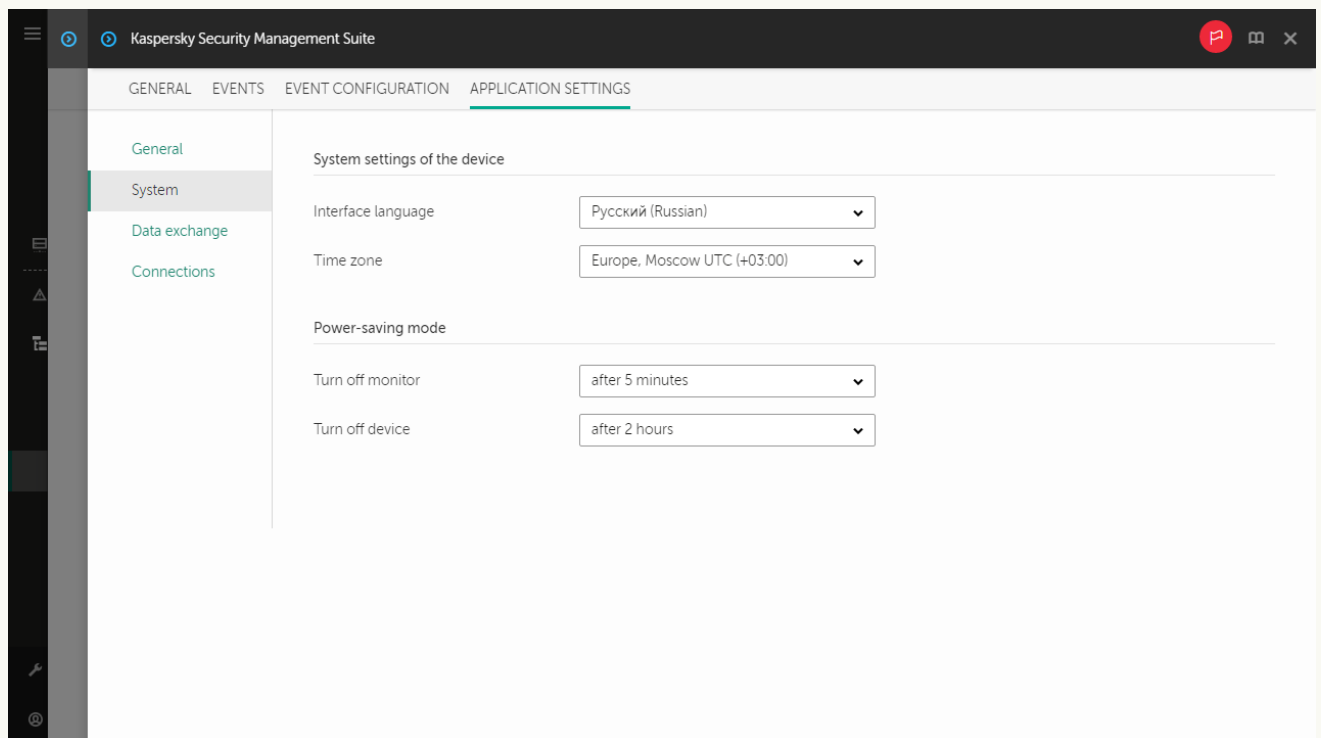 Kaspersky Security Management Suite
GENERAL EVENTS EVENT CONFIGURATION APPLICATION SETTINGS
General
System
Data exchange
Connections
System settings of the device
Interface language Русский (Russian)
Time zone Europe, Moscow UTC (+03:00)
Power-saving mode
Turn off monitor after 5 minutes
Turn off device after 2 hours